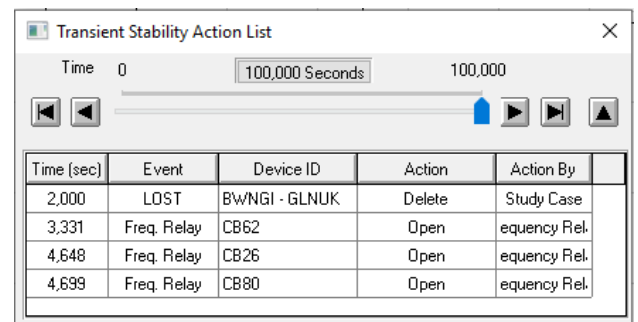 Transient Stability Action List
Time 0 100,000 Seconds 100,000
Time (sec) Event Device ID Action Action By
2,000 LOST BWNGI - GLNUK Delete Study Case
3,331 Freq. Relay CB62 Open equency Rel
4,648 Freq. Relay CB26 Open equency Rel
4,699 Freq. Relay CB80 Open equency Rel